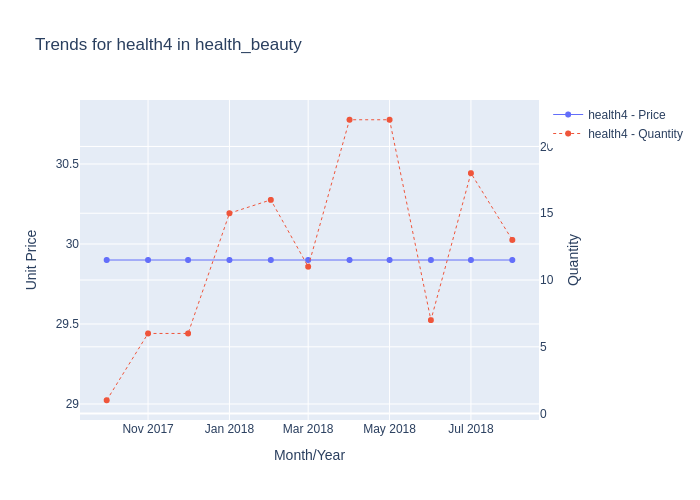 Trends for health4 in health_beauty
health4 - Price
health4 - Quantity
30.5
30
29.5
29
Unit Price
20
15
10
5
0
Quantity
Nov 2017
Jan 2018
Mar 2018
May 2018
Jul 2018
Month/Year